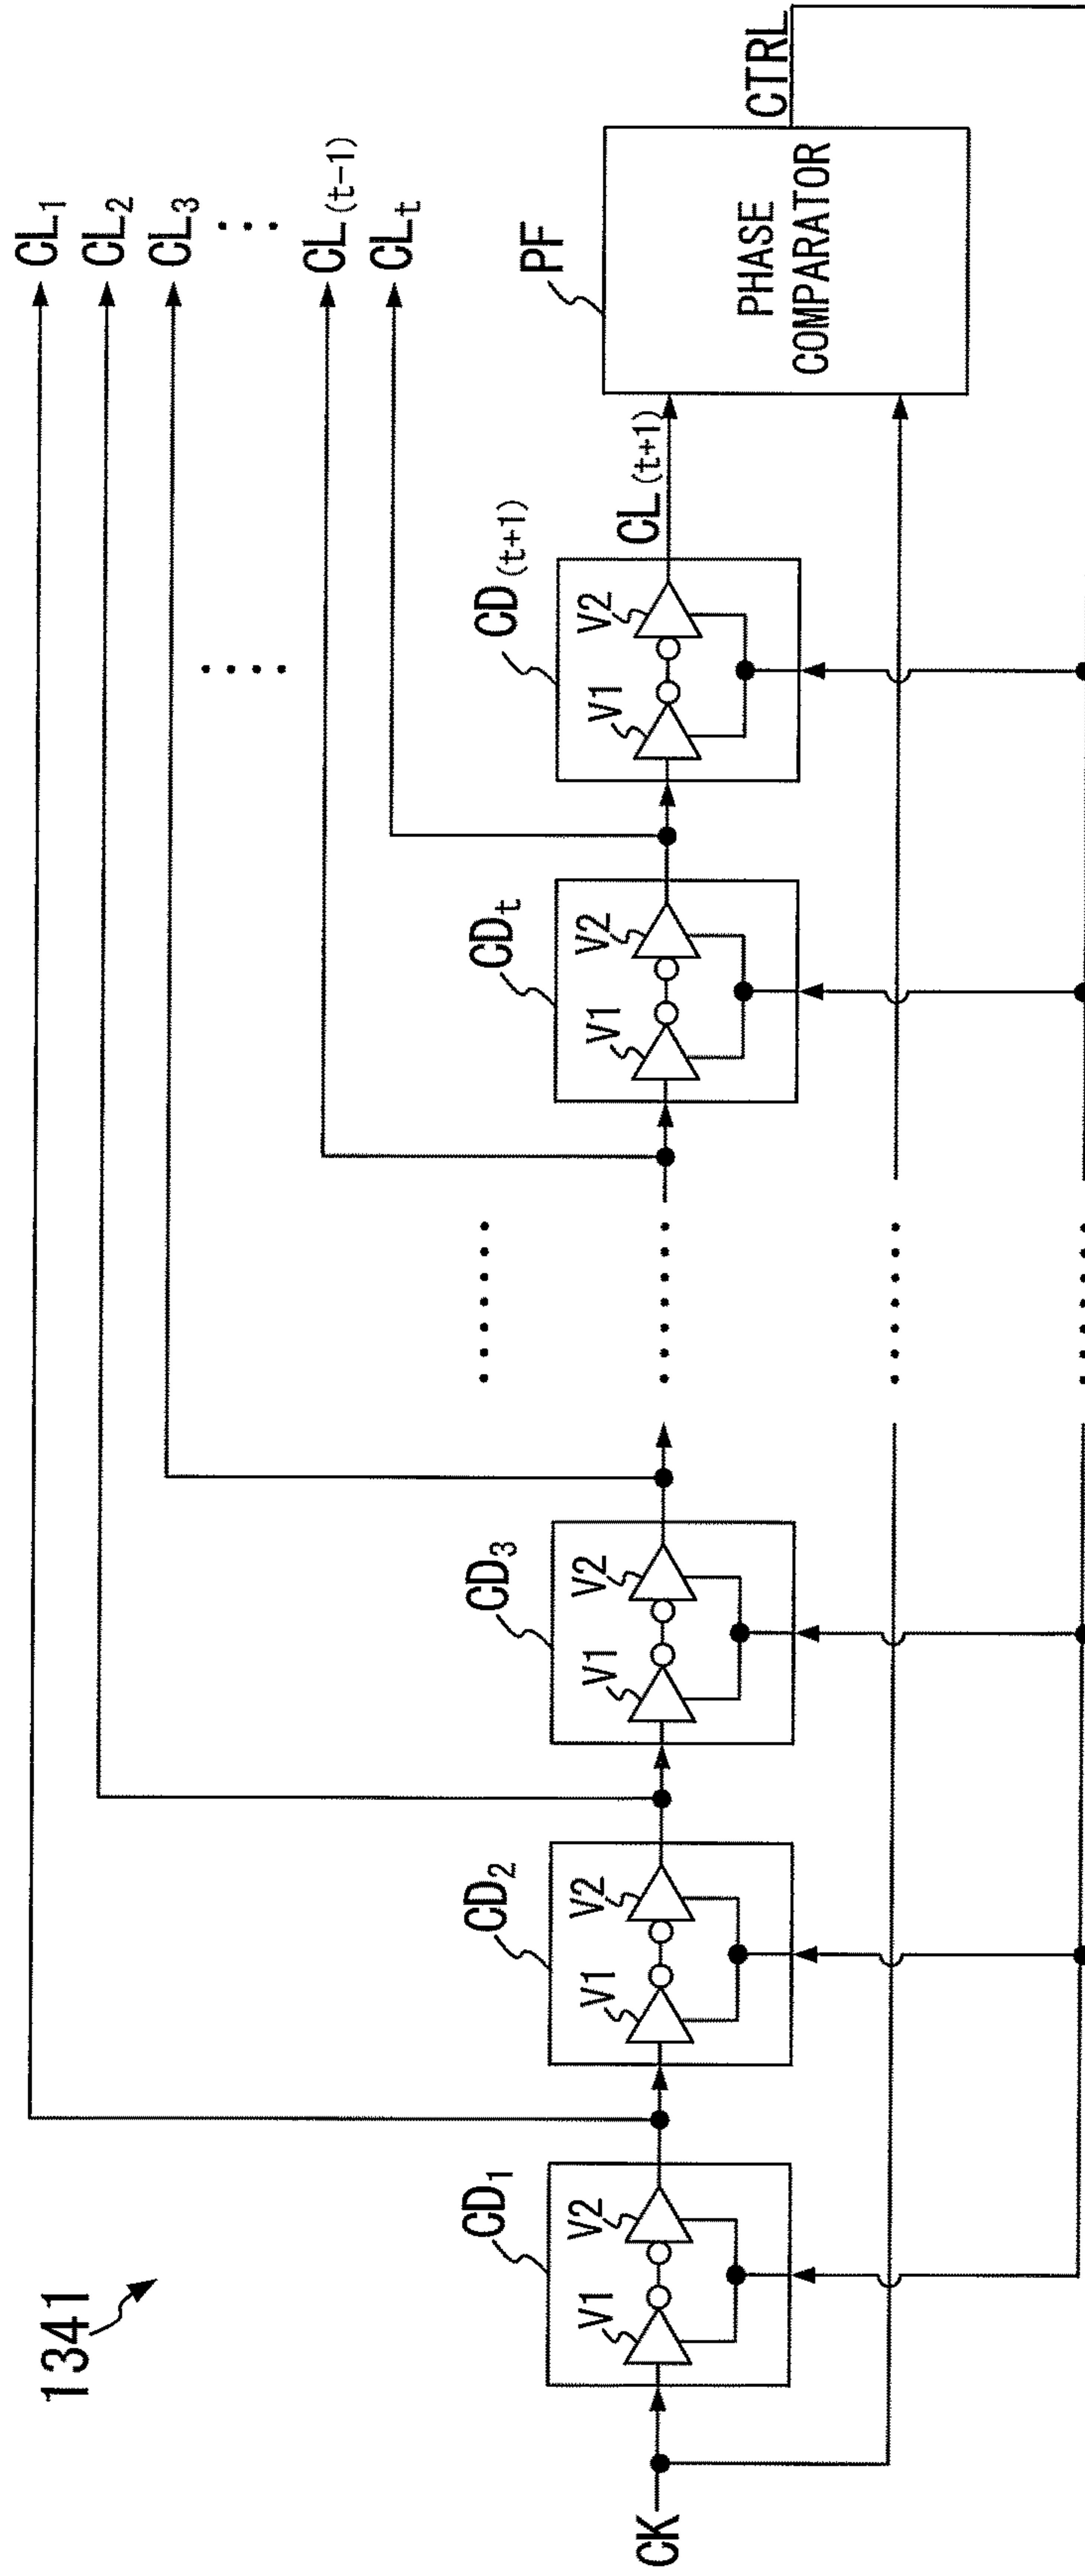 1341
CL1
CL2
CL3
CL(t-1)
CLt
CK
CD1
V1
V2
CD2
V1
V2
CD3
V1
V2
CDt
V1
V2
CD(t+1)
V1
V2
CL(t+1)
PF
PHASE
COMPARATOR
CTRL